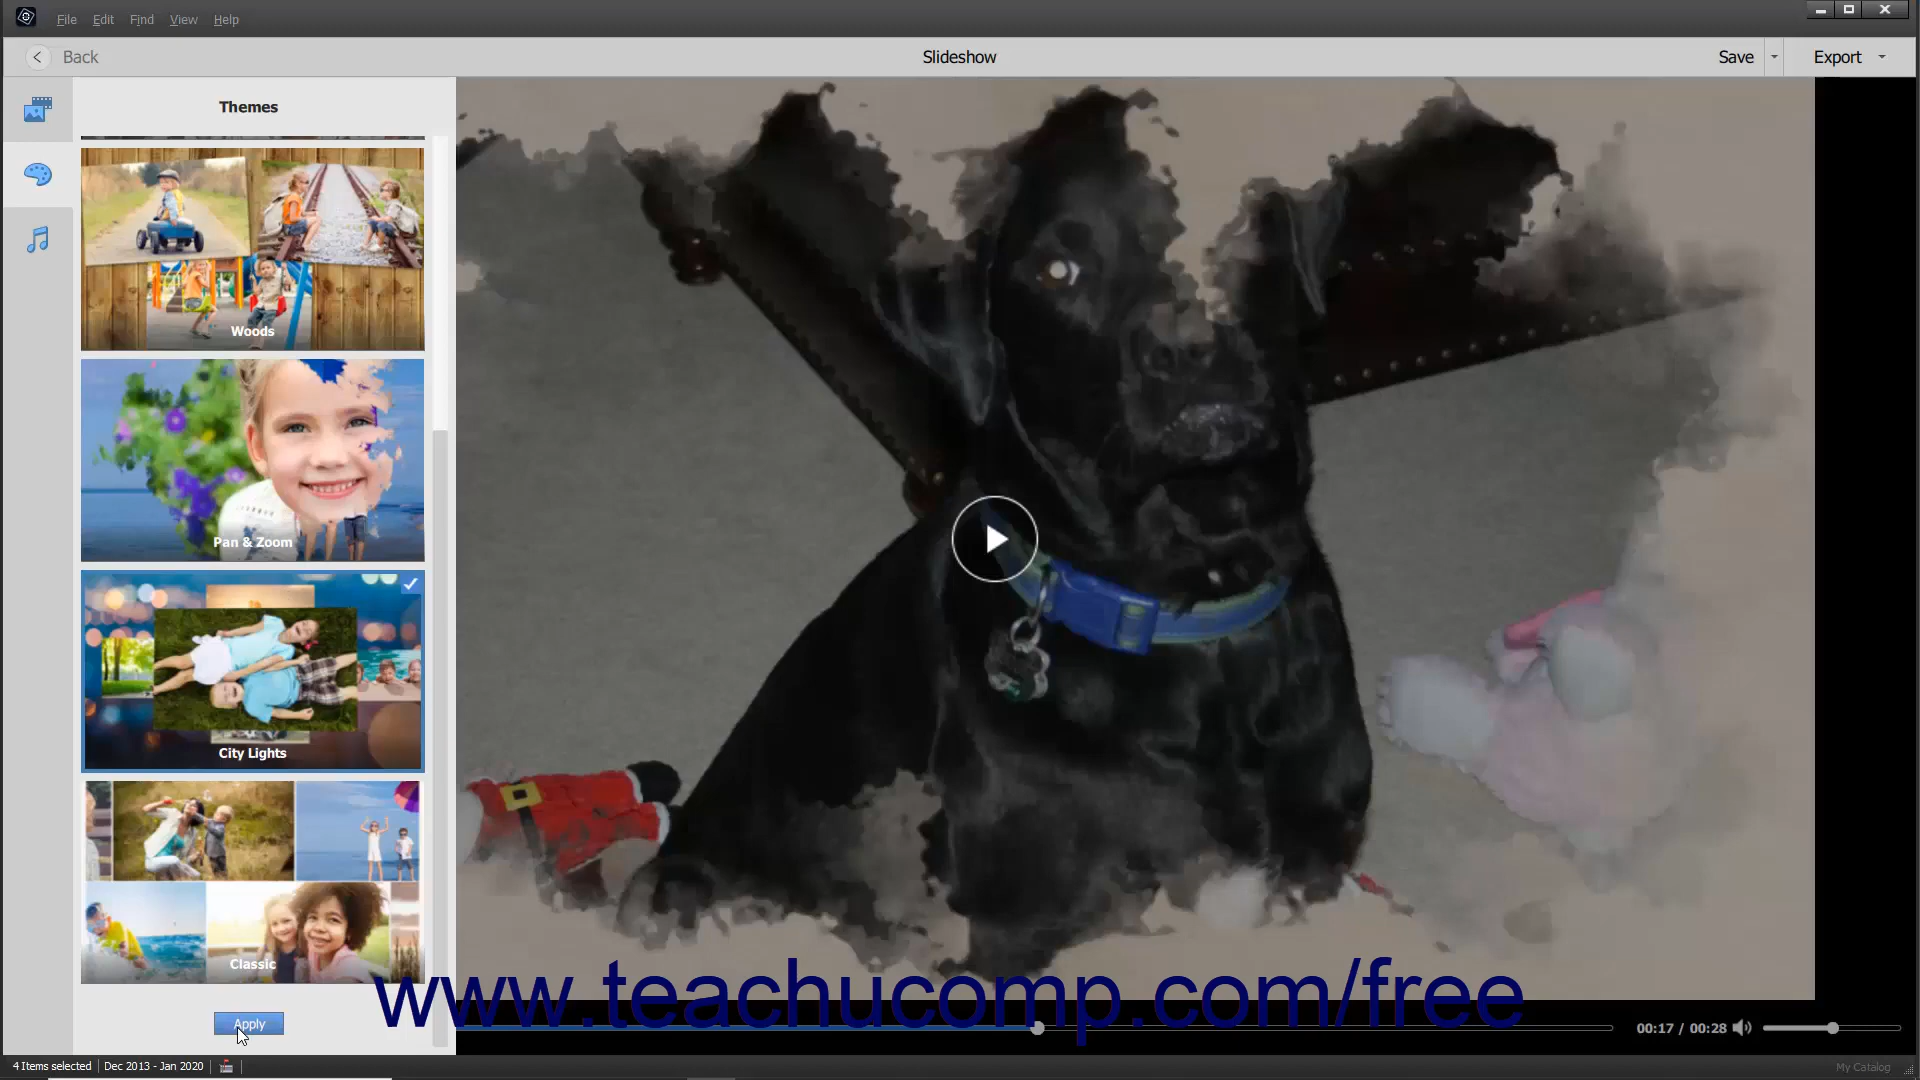 File Edit Find View Help
Back
Slideshow
Save
Export
Themes
Woods
Pan & Zoom
City Lights
Classic
Apply
www.teachucomp.com/free
00:17 / 00:28
4 Items selected
Dec 2013 - Jan 2020
My Catalog